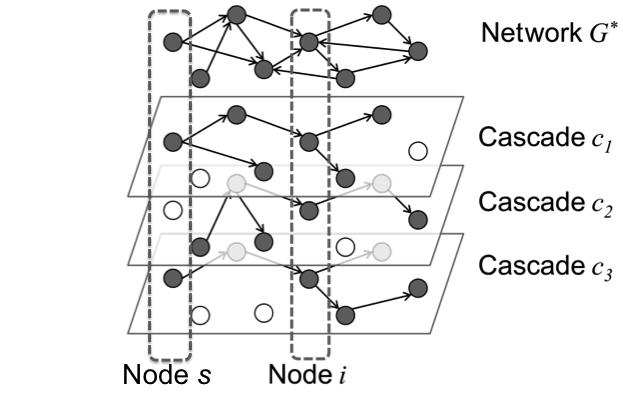 Network G*
Cascade c1
Cascade c2
Cascade c3
Node s
Node i